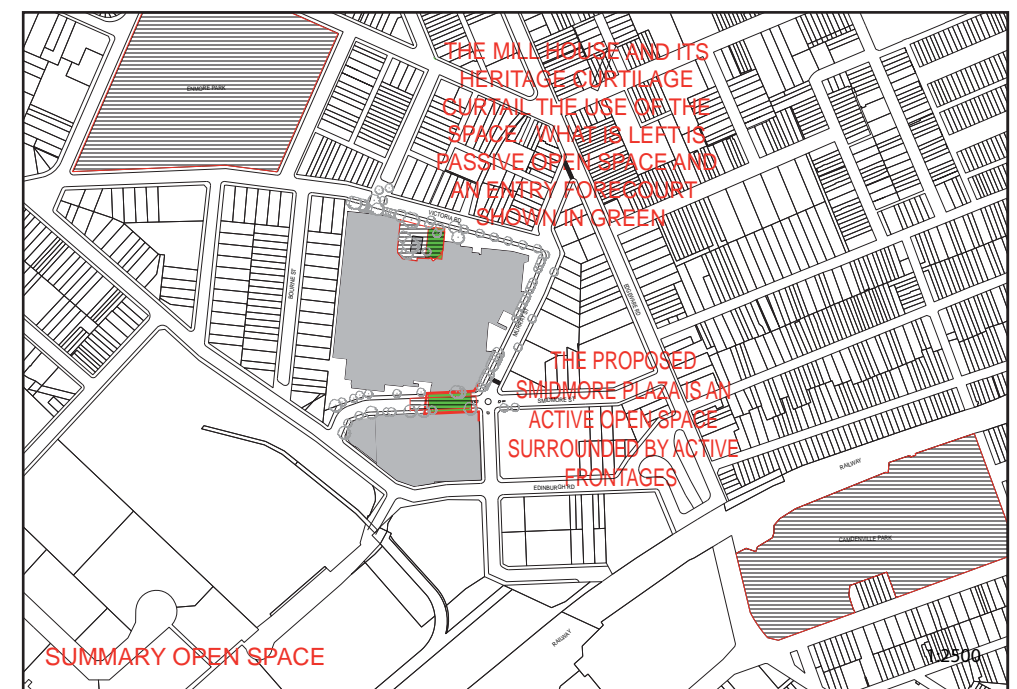 THE MILL HOUSE AND ITS
HERITAGE CURTILAGE
CURTAIL THE USE OF THE
SPACE. WHAT IS LEFT IS
PASSIVE OPEN SPACE AND
AN ENTRY FORECOURT
SHOWN IN GREEN
ENMORE PARK
VICTORIA RD
BOURNE ST
EDGWARE RD
MURRAY ST
THE PROPOSED
SMIDMORE PLAZA IS AN
ACTIVE OPEN SPACE
SURROUNDED BY ACTIVE
FRONTAGES
SMIDMORE ST
EDINBURGH RD
RAILWAY
CAMDENVILLE PARK
RAILWAY
SUMMARY OPEN SPACE
1:2500